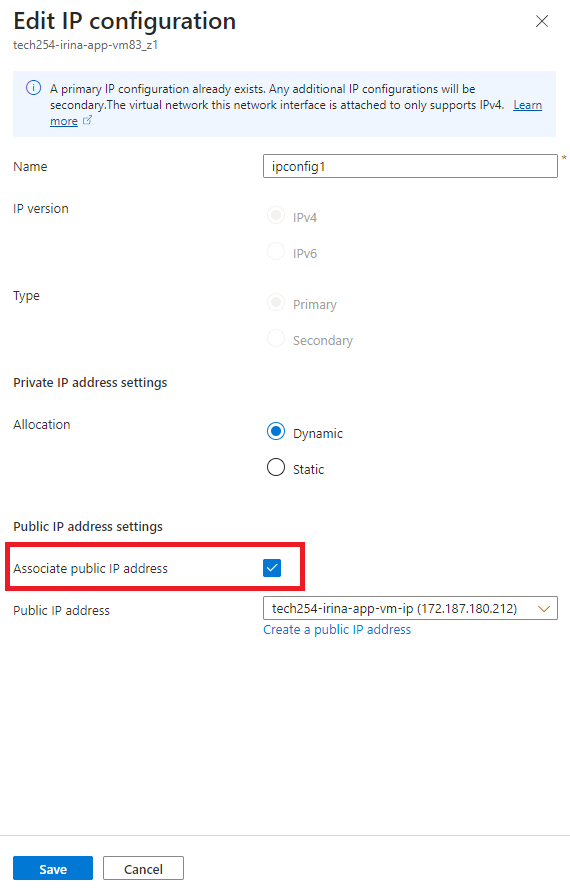 Edit IP configuration
tech254-irina-app-vm83_z1
A primary IP configuration already exists. Any additional IP configurations will be
secondary.The virtual network this network interface is attached to only supports IPv4. Learn
more
Name
ipconfig1
*
IP version
IPv4
IPv6
Type
Primary
Secondary
Private IP address settings
Allocation
Dynamic
Static
Public IP address settings
Associate public IP address
Public IP address
tech254-irina-app-vm-ip (172.187.180.212)
Create a public IP address
Save
Cancel